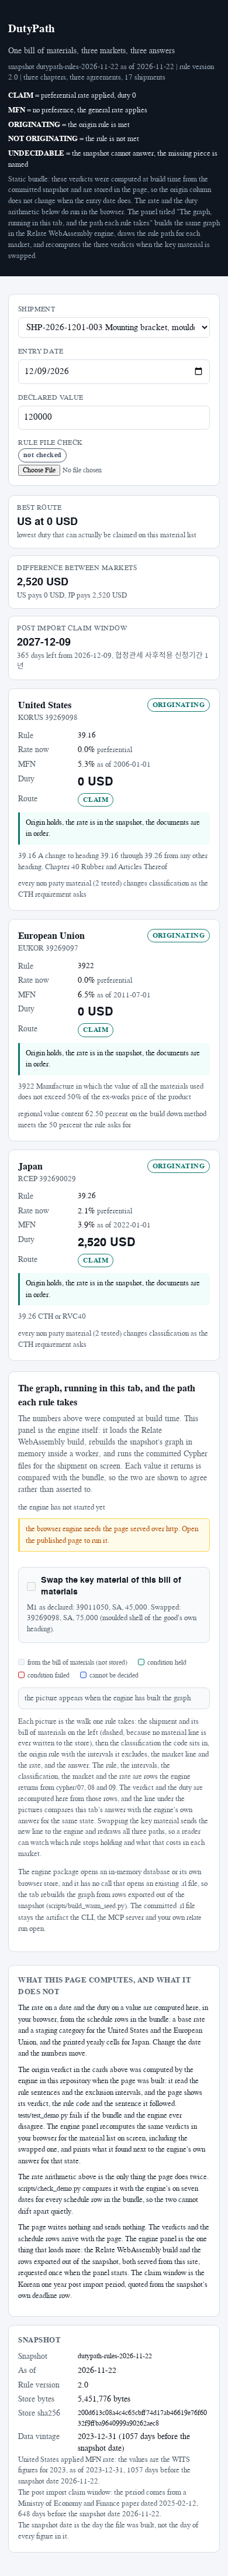 DutyPath
One bill of materials, three markets, three answers
snapshot dutypath-rules-2026-11-22 as of 2026-11-22 | rule version
2.0 | three chapters, three agreements, 17 shipments
CLAIM = preferential rate applied, duty 0
MFN = no preference, the general rate applies
ORIGINATING = the origin rule is met
NOT ORIGINATING = the rule is not met
UNDECIDABLE = the snapshot cannot answer, the missing piece is
named
Static bundle: these verdicts were computed at build time from the
committed snapshot and are stored in the page, so the origin column
does not change when the entry date does. The rate and the duty
arithmetic below do run in the browser. The panel titled "The graph,
running in this tab, and the path each rule takes" builds the same graph
in the Relate WebAssembly engine, draws the rule path for each
market, and recomputes the three verdicts when the key material is
swapped.
SHIPMENT
SHP-2026-1201-003 Mounting bracket, moulde
ENTRY DATE
12/09/2026
DECLARED VALUE
120000
RULE FILE CHECK
not checked
Choose File No file chosen
BEST ROUTE
US at 0 USD
lowest duty that can actually be claimed on this material list
DIFFERENCE BETWEEN MARKETS
2,520 USD
US pays 0 USD, JP pays 2,520 USD
POST IMPORT CLAIM WINDOW
2027-12-09
365 days left from 2026-12-09, 협정관세 사후적용 신청기간 1
년
United States ORIGINATING
KORUS 39269098
Rule 39.16
Rate now 0.0% preferential
MFN 5.3% as of 2006-01-01
Duty 0 USD
Route CLAIM
Origin holds, the rate is in the snapshot, the documents are
in order.
39.16 A change to heading 39.16 through 39.26 from any other
heading. Chapter 40 Rubber and Articles Thereof
every non party material (2 tested) changes classification as the
CTH requirement asks
European Union ORIGINATING
EUKOR 39269097
Rule 3922
Rate now 0.0% preferential
MFN 6.5% as of 2011-07-01
Duty 0 USD
Route CLAIM
Origin holds, the rate is in the snapshot, the documents are
in order.
3922 Manufacture in which the value of all the materials used
does not exceed 50% of the ex-works price of the product
regional value content 62.50 percent on the build down method
meets the 50 percent the rule asks for
Japan ORIGINATING
RCEP 392690029
Rule 39.26
Rate now 2.1% preferential
MFN 3.9% as of 2022-01-01
Duty 2,520 USD
Route CLAIM
Origin holds, the rate is in the snapshot, the documents are
in order.
39.26 CTH or RVC40
every non party material (2 tested) changes classification as the
CTH requirement asks
The graph, running in this tab, and the path
each rule takes
The numbers above were computed at build time. This
panel is the engine itself: it loads the Relate
WebAssembly build, rebuilds the snapshot's graph in
memory inside a worker, and runs the committed Cypher
files for the shipment on screen. Each value it returns is
compared with the bundle, so the two are shown to agree
rather than asserted to.
the engine has not started yet
the browser engine needs the page served over http. Open
the published page to run it.
Swap the key material of this bill of
materials
M1 as declared: 39011050, SA, 45,000. Swapped:
39269098, SA, 75,000 (moulded shelf of the good's own
heading).
from the bill of materials (not stored) condition held
condition failed cannot be decided
the picture appears when the engine has built the graph
Each picture is the walk one rule takes: the shipment and its
bill of materials on the left (dashed, because no material line is
ever written to the store), then the classification the code sits in,
the origin rule with the intervals it excludes, the market line and
the rate, and the answer. The rule, the intervals, the
classification, the market and the rate are rows the engine
returns from cypher/07, 08 and 09. The verdict and the duty are
recomputed here from those rows, and the line under the
pictures compares this tab's answer with the engine's own
answer for the same state. Swapping the key material sends the
new line to the engine and redraws all three paths, so a reader
can watch which rule stops holding and what that costs in each
market.
The engine package opens an in-memory database or its own
browser store, and it has no call that opens an existing .rl file, so
the tab rebuilds the graph from rows exported out of the
snapshot (scripts/build_wasm_seed.py). The committed .rl file
stays the artifact the CLI, the MCP server and your own relate
run open.
WHAT THIS PAGE COMPUTES, AND WHAT IT
DOES NOT
The rate on a date and the duty on a value are computed here, in
your browser, from the schedule rows in the bundle: a base rate
and a staging category for the United States and the European
Union, and the printed yearly cells for Japan. Change the date
and the numbers move.
The origin verdict in the cards above was computed by the
engine in this repository when the page was built: it read the
rule sentences and the exclusion intervals, and the page shows
its verdict, the rule code and the sentence it followed.
tests/test_demo.py fails if the bundle and the engine ever
disagree. The engine panel recomputes the same verdicts in
your browser for the material list on screen, including the
swapped one, and prints what it found next to the engine's own
answer for that state.
The rate arithmetic above is the only thing the page does twice.
scripts/check_demo.py compares it with the engine's on seven
dates for every schedule row in the bundle, so the two cannot
drift apart quietly.
The page writes nothing and sends nothing. The verdicts and the
schedule rows arrive with the page. The engine panel is the one
thing that loads more: the Relate WebAssembly build and the
rows exported out of the snapshot, both served from this site,
requested once when the panel starts. The claim window is the
Korean one year post import period, quoted from the snapshot's
own deadline row.
SNAPSHOT
Snapshot dutypath-rules-2026-11-22
As of 2026-11-22
Rule version 2.0
Store bytes 5,451,776 bytes
Store sha256
Data vintage 2023-12-31 (1057 days before the
snapshot date)
United States applied MFN rate: the values are the WITS
figures for 2023, as of 2023-12-31, 1057 days before the
snapshot date 2026-11-22.
The post import claim window: the period comes from a
Ministry of Economy and Finance paper dated 2025-02-12,
648 days before the snapshot date 2026-11-22.
The snapshot date is the day the file was built, not the day of
every figure in it.